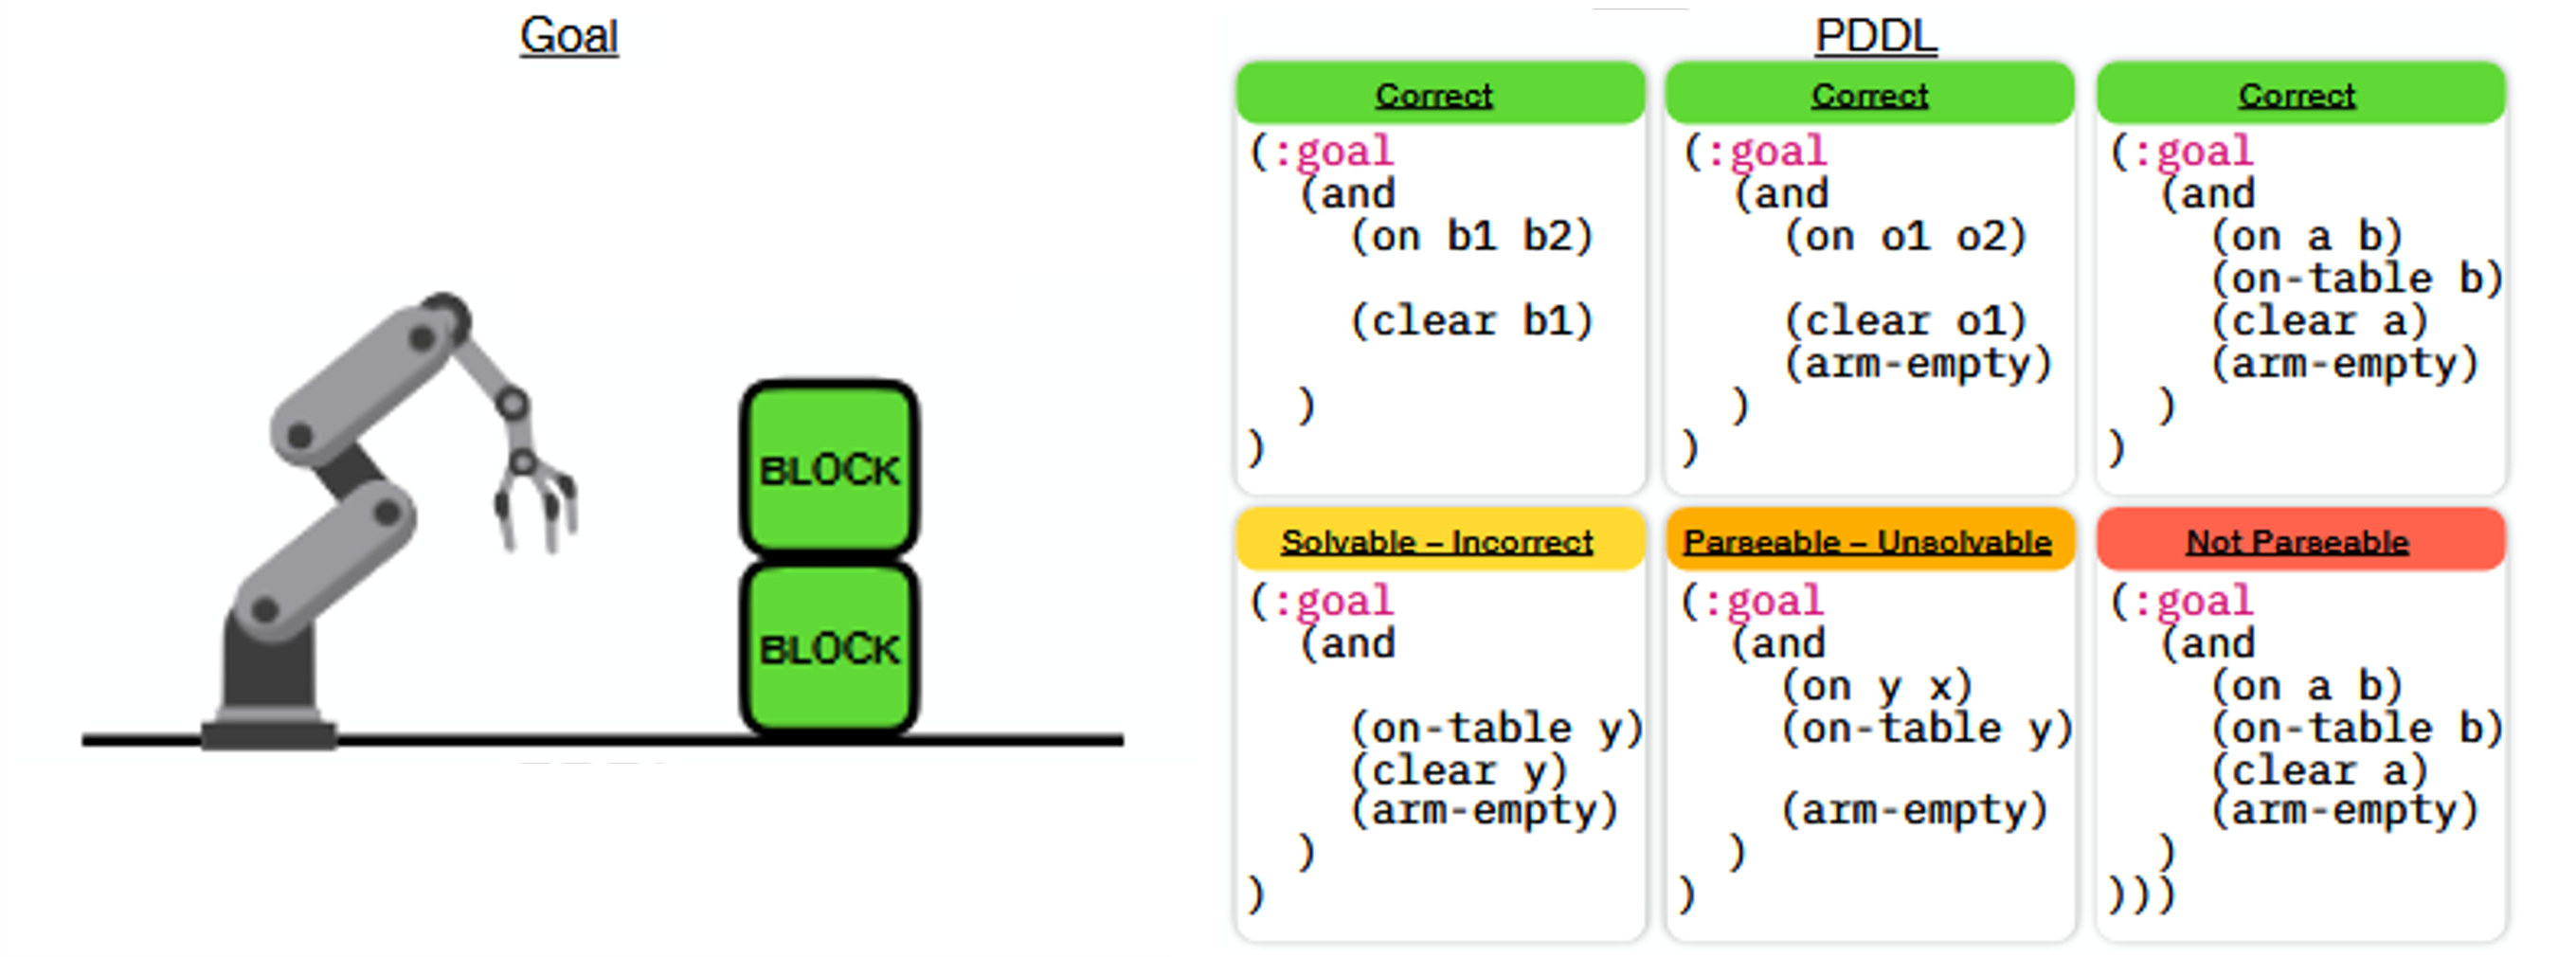 Goal
BLOCK
BLOCK
PDDL
Correct
(:goal
(and
(on b1 b2)
(clear b1)
)
)
Correct
(:goal
(and
(on o1 o2)
(clear o1)
(arm-empty)
)
)
Correct
(:goal
(and
(on a b)
(on-table b)
(clear a)
(arm-empty)
)
)
Solvable – Incorrect
(:goal
(and
(on-table y)
(clear y)
(arm-empty)
)
)
Parseable – Unsolvable
(:goal
(and
(on y x)
(on-table y)
(arm-empty)
)
)
Not Parseable
(:goal
(and
(on a b)
(on-table b)
(clear a)
(arm-empty)
)
)))